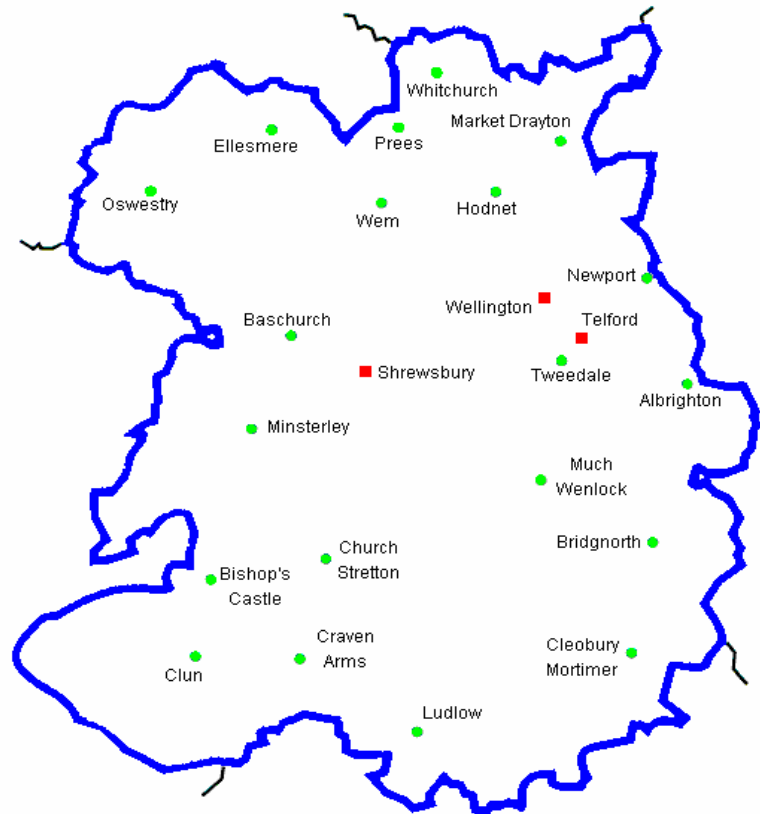 Whitchurch
Market Drayton
Ellesmere
Prees
Oswestry
Wem
Hodnet
Newport
Wellington
Telford
Baschurch
Shrewsbury
Tweedale
Albrighton
Minsterley
Much
Wenlock
Bridgnorth
Church
Stretton
Bishop's
Castle
Craven
Arms
Clun
Cleobury
Mortimer
Ludlow